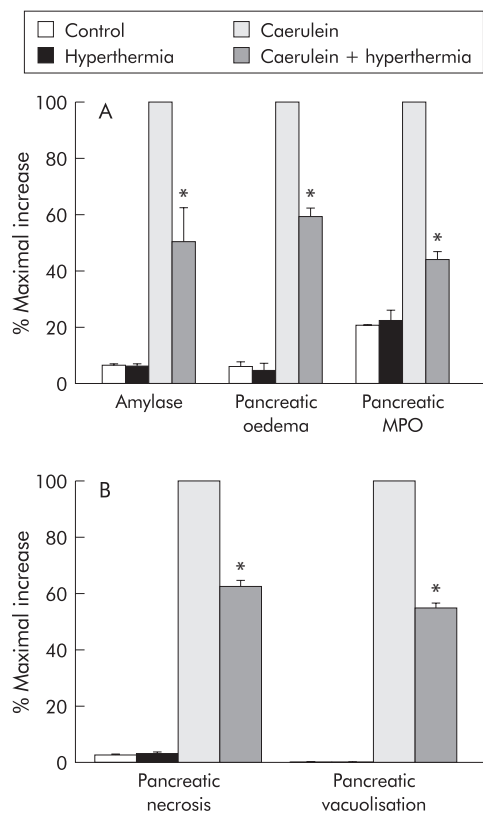 Control
Caerulein
Hyperthermia
Caerulein + hyperthermia
A
% Maximal increase
100
80
60
40
20
0
*
*
*
Amylase
Pancreatic
oedema
Pancreatic
MPO
B
% Maximal increase
100
80
60
40
20
0
*
*
Pancreatic
necrosis
Pancreatic
vacuolisation